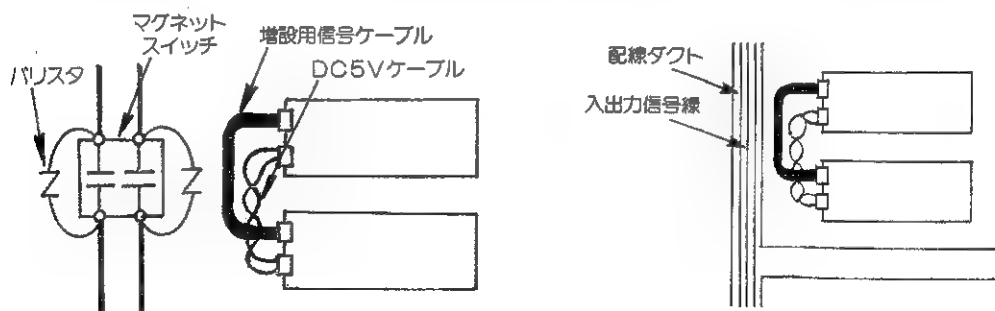 マグネット
スイッチ
バリスタ
増設用信号ケーブル
DC5Vケーブル
配線ダクト
入出力信号線